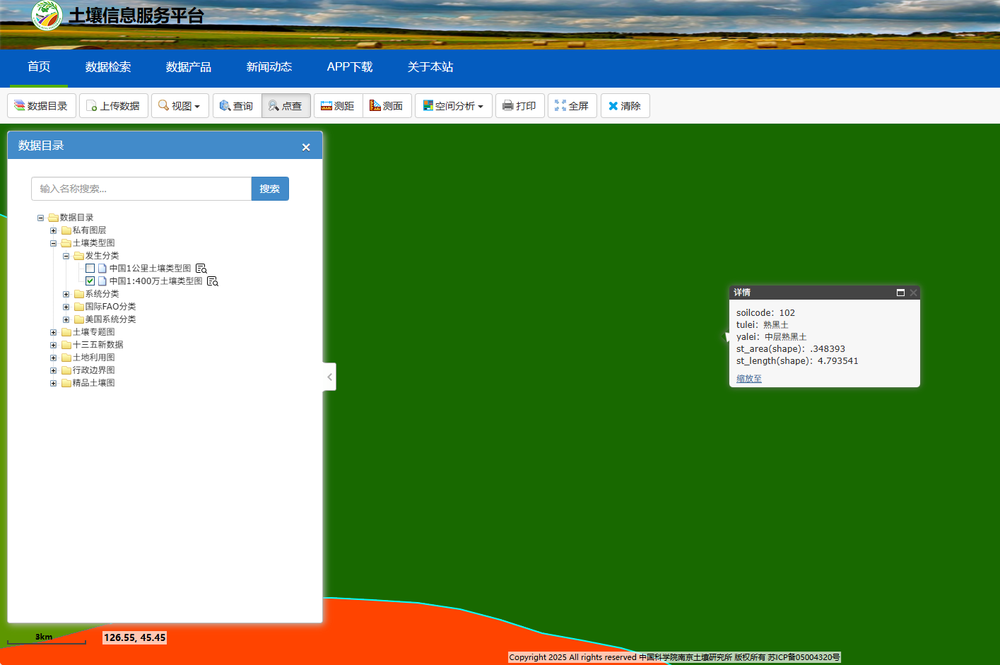 土壤信息服务平台
首页 数据检索 数据产品 新闻动态 APP下载 关于本站
数据目录 上传数据 视图 查询 点查 测距 测面 空间分析 打印 全屏 清除
数据目录
输入名称搜索... 搜索
数据目录
私有图层
土壤类型图
发生分类
中国1公里土壤类型图
中国1:400万土壤类型图
系统分类
国际FAO分类
美国系统分类
土壤专题图
十三五新数据
土地利用图
行政边界图
精品土壤图
详情
soilcode：102
tulei：熟黑土
yalei：中层熟黑土
st_area(shape)：.348393
st_length(shape)：4.793541
缩放至
3km
126.55, 45.45
Copyright 2025 All rights reserved 中国科学院南京土壤研究所 版权所有 苏ICP备05004320号